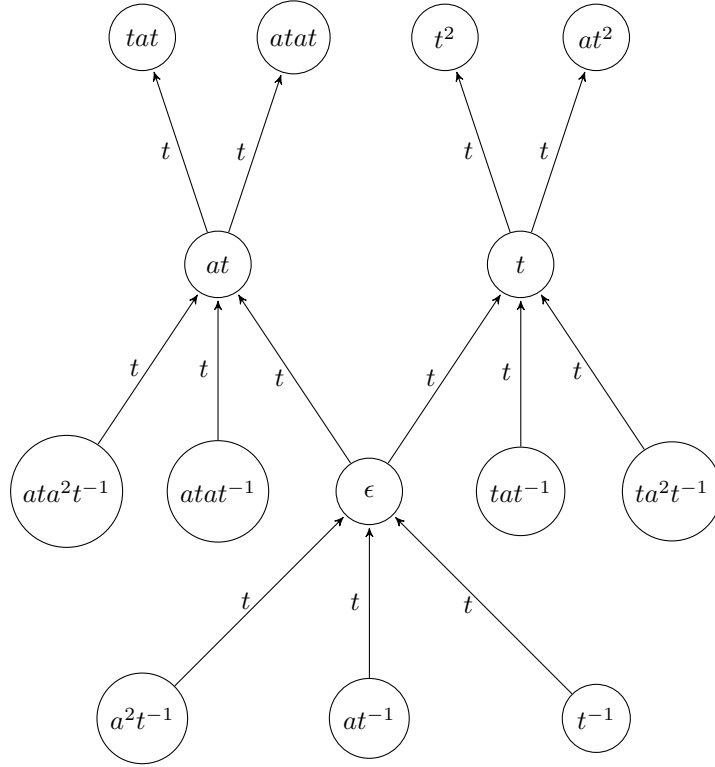 tat atat t² at²
t t t t
at t
t t t t t t
ata²t⁻¹ atat⁻¹ ϵ tat⁻¹ ta²t⁻¹
t t t
a²t⁻¹ at⁻¹ t⁻¹